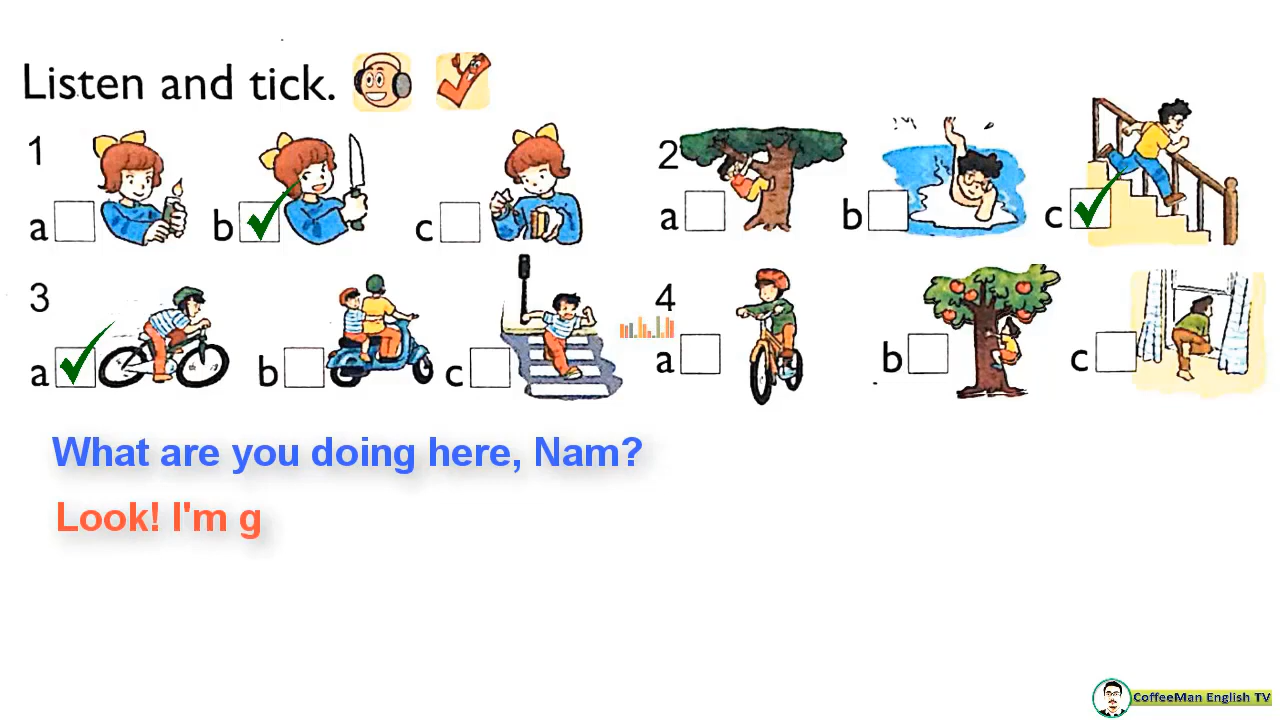 Listen and tick.
1
a
b
c
2
a
b
c
3
a
b
c
4
a
b
c
What are you doing here, Nam?
Look! I'm g
CoffeeMan English TV